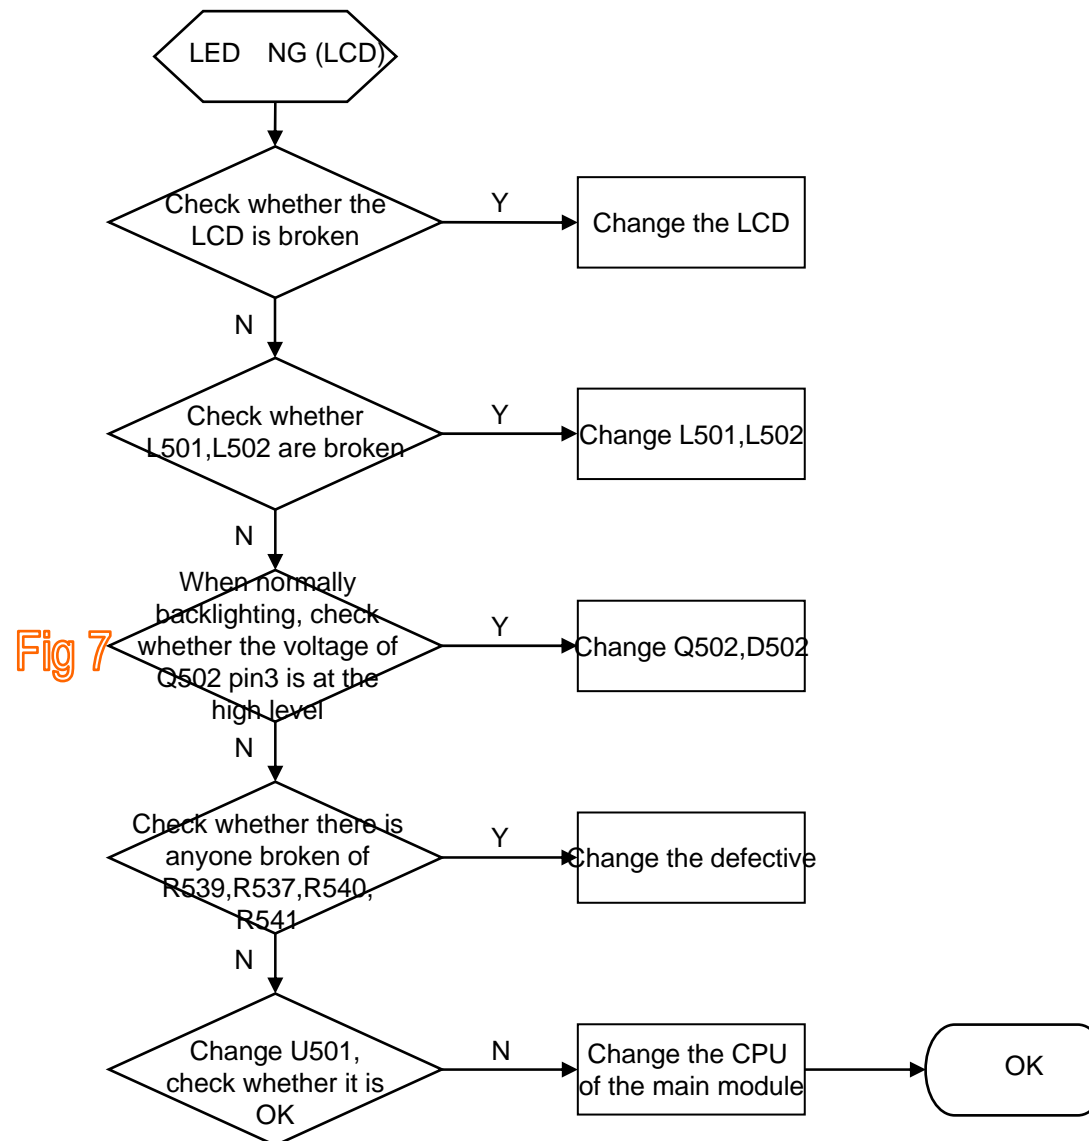 LED NG (LCD)
Check whether the
LCD is broken
Y
Change the LCD
N
Check whether
L501,L502 are broken
Y
Change L501,L502
N
Fig 7
When normally
backlighting, check
whether the voltage of
Q502 pin3 is at the
high level
Y
Change Q502,D502
N
Check whether there is
anyone broken of
R539,R537,R540,
R541
Y
Change the defective
N
Change U501,
check whether it is
OK
N
Change the CPU
of the main module
OK